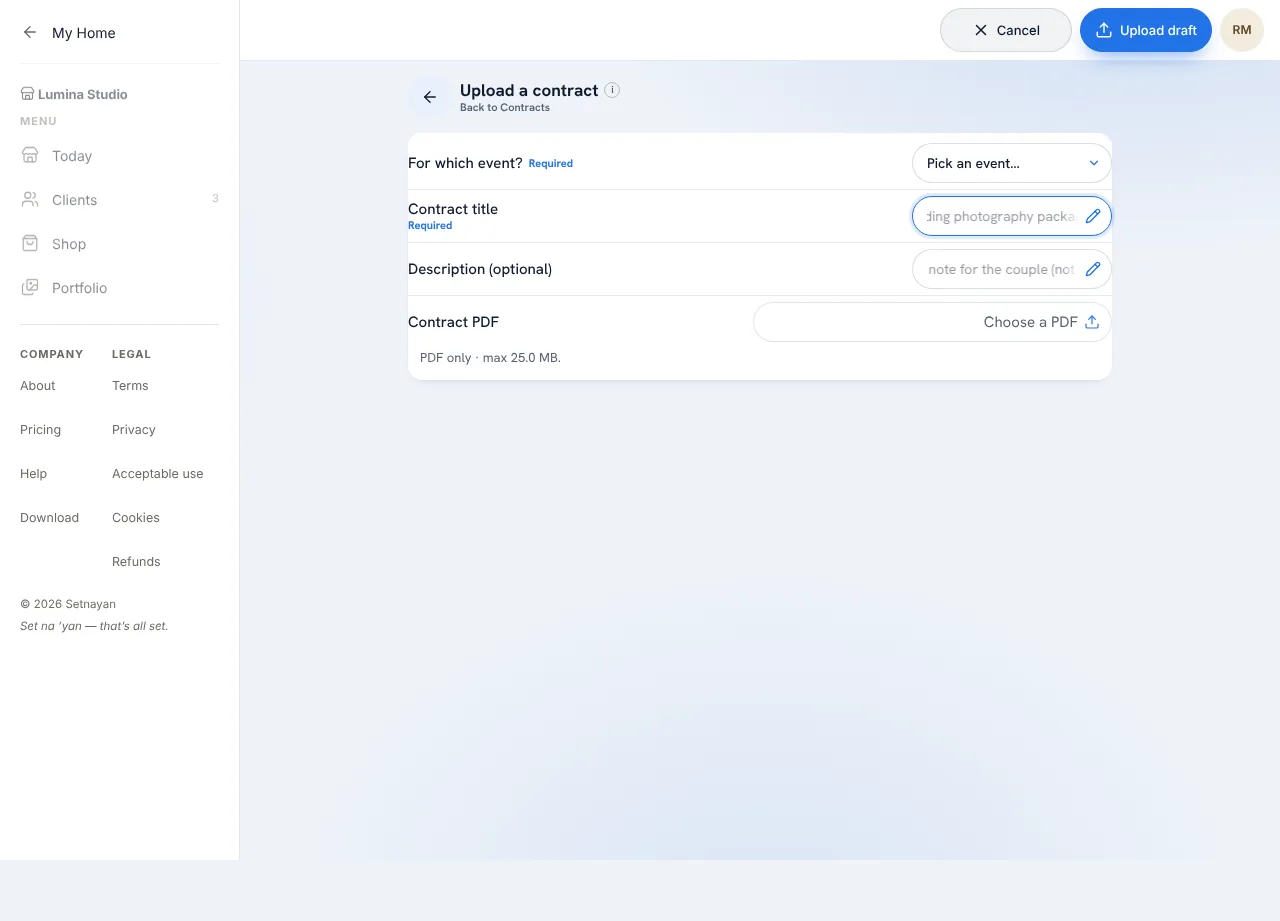 My Home
Cancel
Upload draft
RM
Lumina Studio
MENU
Today
Clients 3
Shop
Portfolio
COMPANY
LEGAL
About
Terms
Pricing
Privacy
Help
Acceptable use
Download
Cookies
Refunds
© 2026 Setnayan
Set na 'yan — that's all set.
Upload a contract
Back to Contracts
For which event? Required
Pick an event...
Contract title
Required
ding photography packa
Description (optional)
note for the couple (not
Contract PDF
Choose a PDF
PDF only · max 25.0 MB.